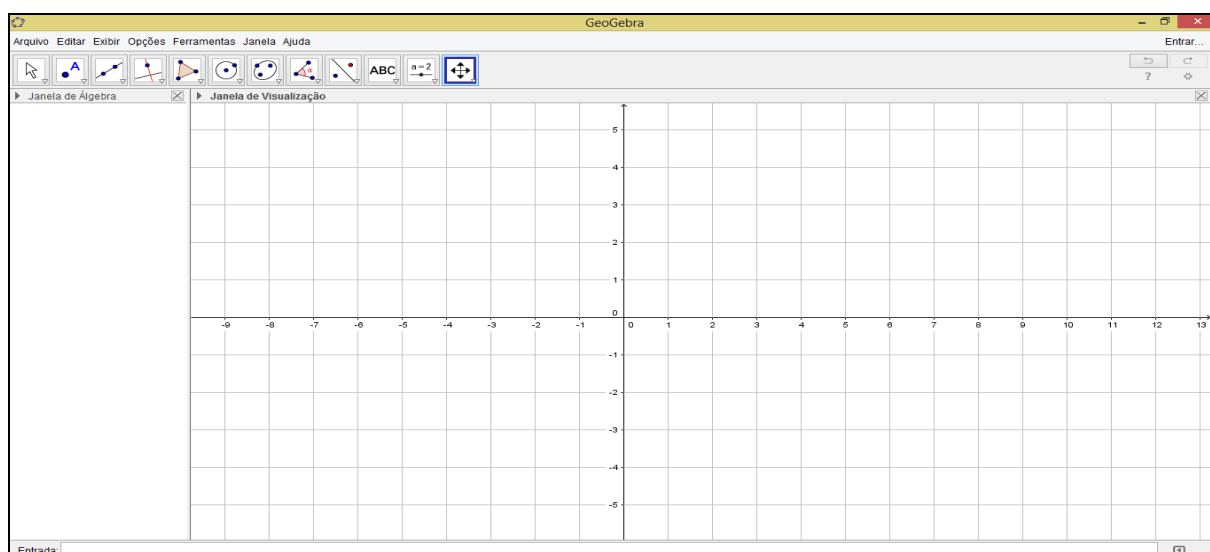 GeoGebra
Arquivo Editar Exibir Opções Ferramentas Janela Ajuda Entrar...
A α ABC a=2 ?
Janela de Álgebra Janela de Visualização
5
4
3
2
1
0
-9 -8 -7 -6 -5 -4 -3 -2 -1 0 1 2 3 4 5 6 7 8 9 10 11 12 13
-1
-2
-3
-4
-5
Entrada: